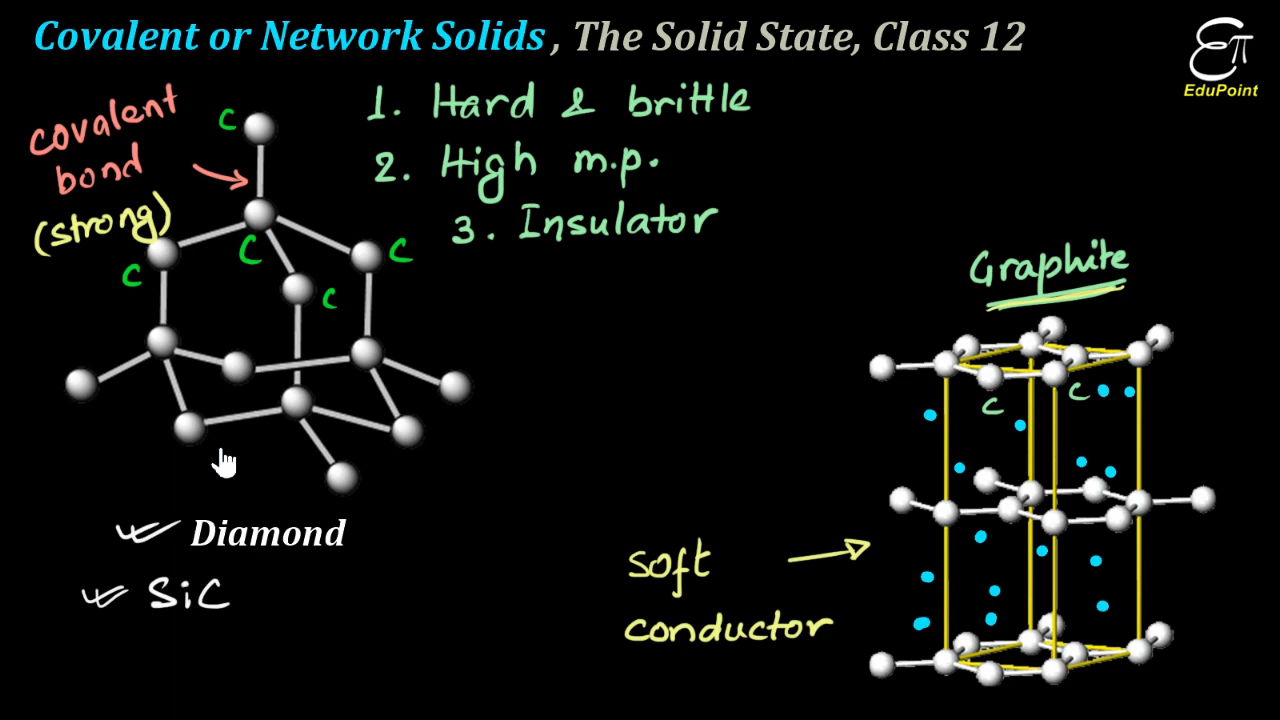 Covalent or Network Solids , The Solid State, Class 12
επ
EduPoint
covalent
bond
(strong)
1. Hard & brittle
2. High m.p.
3. Insulator
C
C
C
C
C
Diamond
SiC
Graphite
C
C
soft
conductor